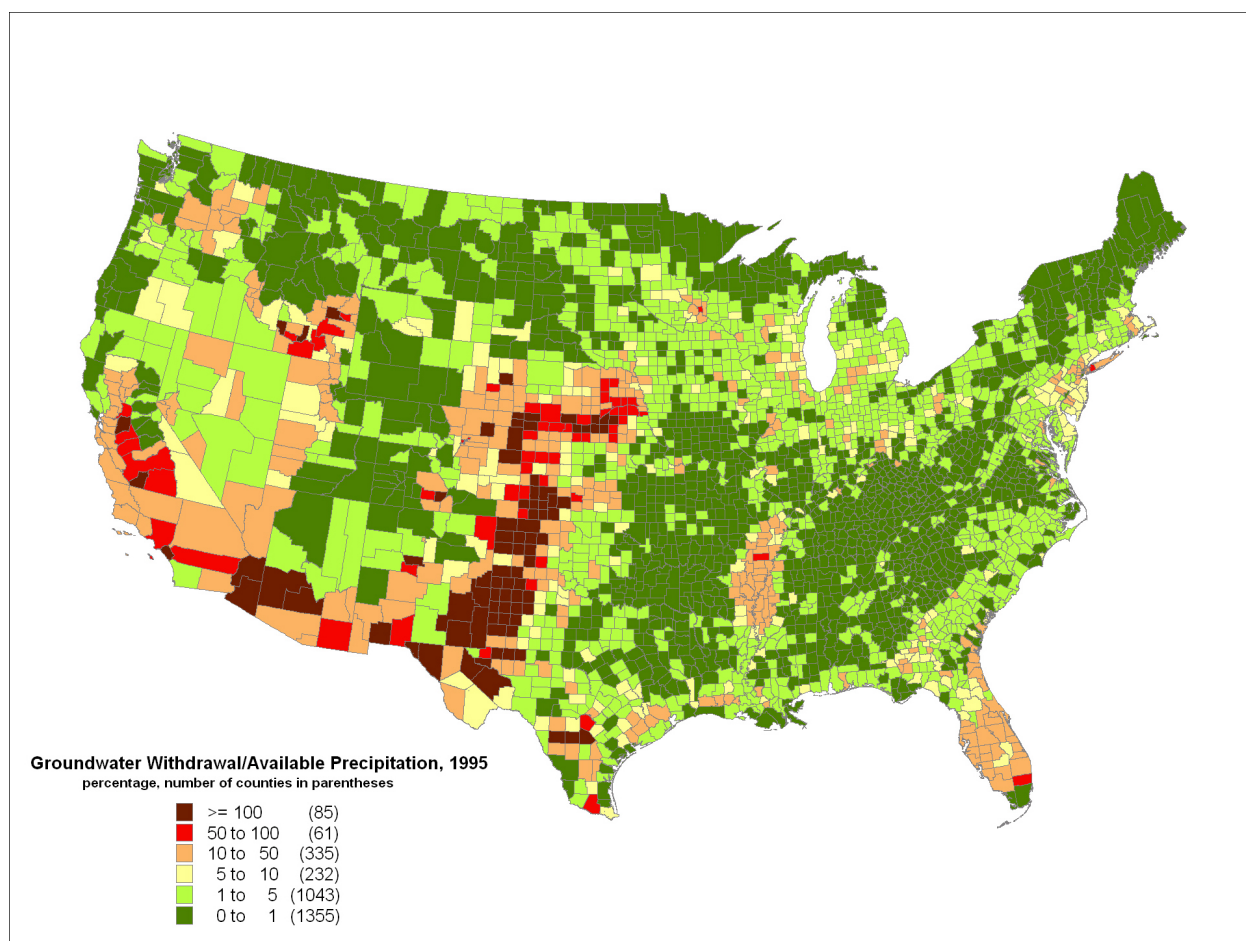 Groundwater Withdrawal/Available Precipitation, 1995
percentage, number of counties in parentheses
>= 100 (85)
50 to 100 (61)
10 to 50 (335)
5 to 10 (232)
1 to 5 (1043)
0 to 1 (1355)